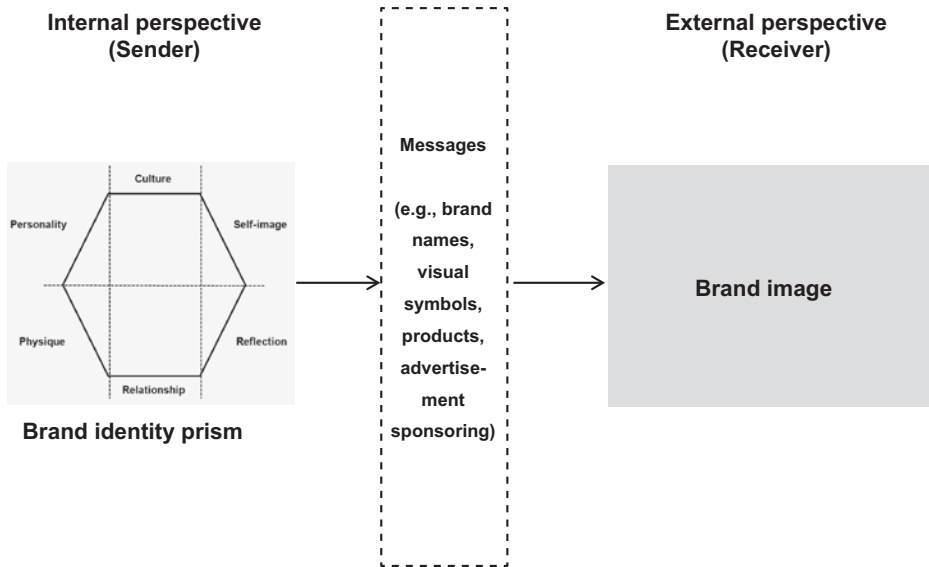 Internal perspective
(Sender)
Culture
Personality
Self-image
Physique
Reflection
Relationship
Brand identity prism
Messages
(e.g., brand
names,
visual
symbols,
products,
advertise-
ment
sponsoring)
External perspective
(Receiver)
Brand image